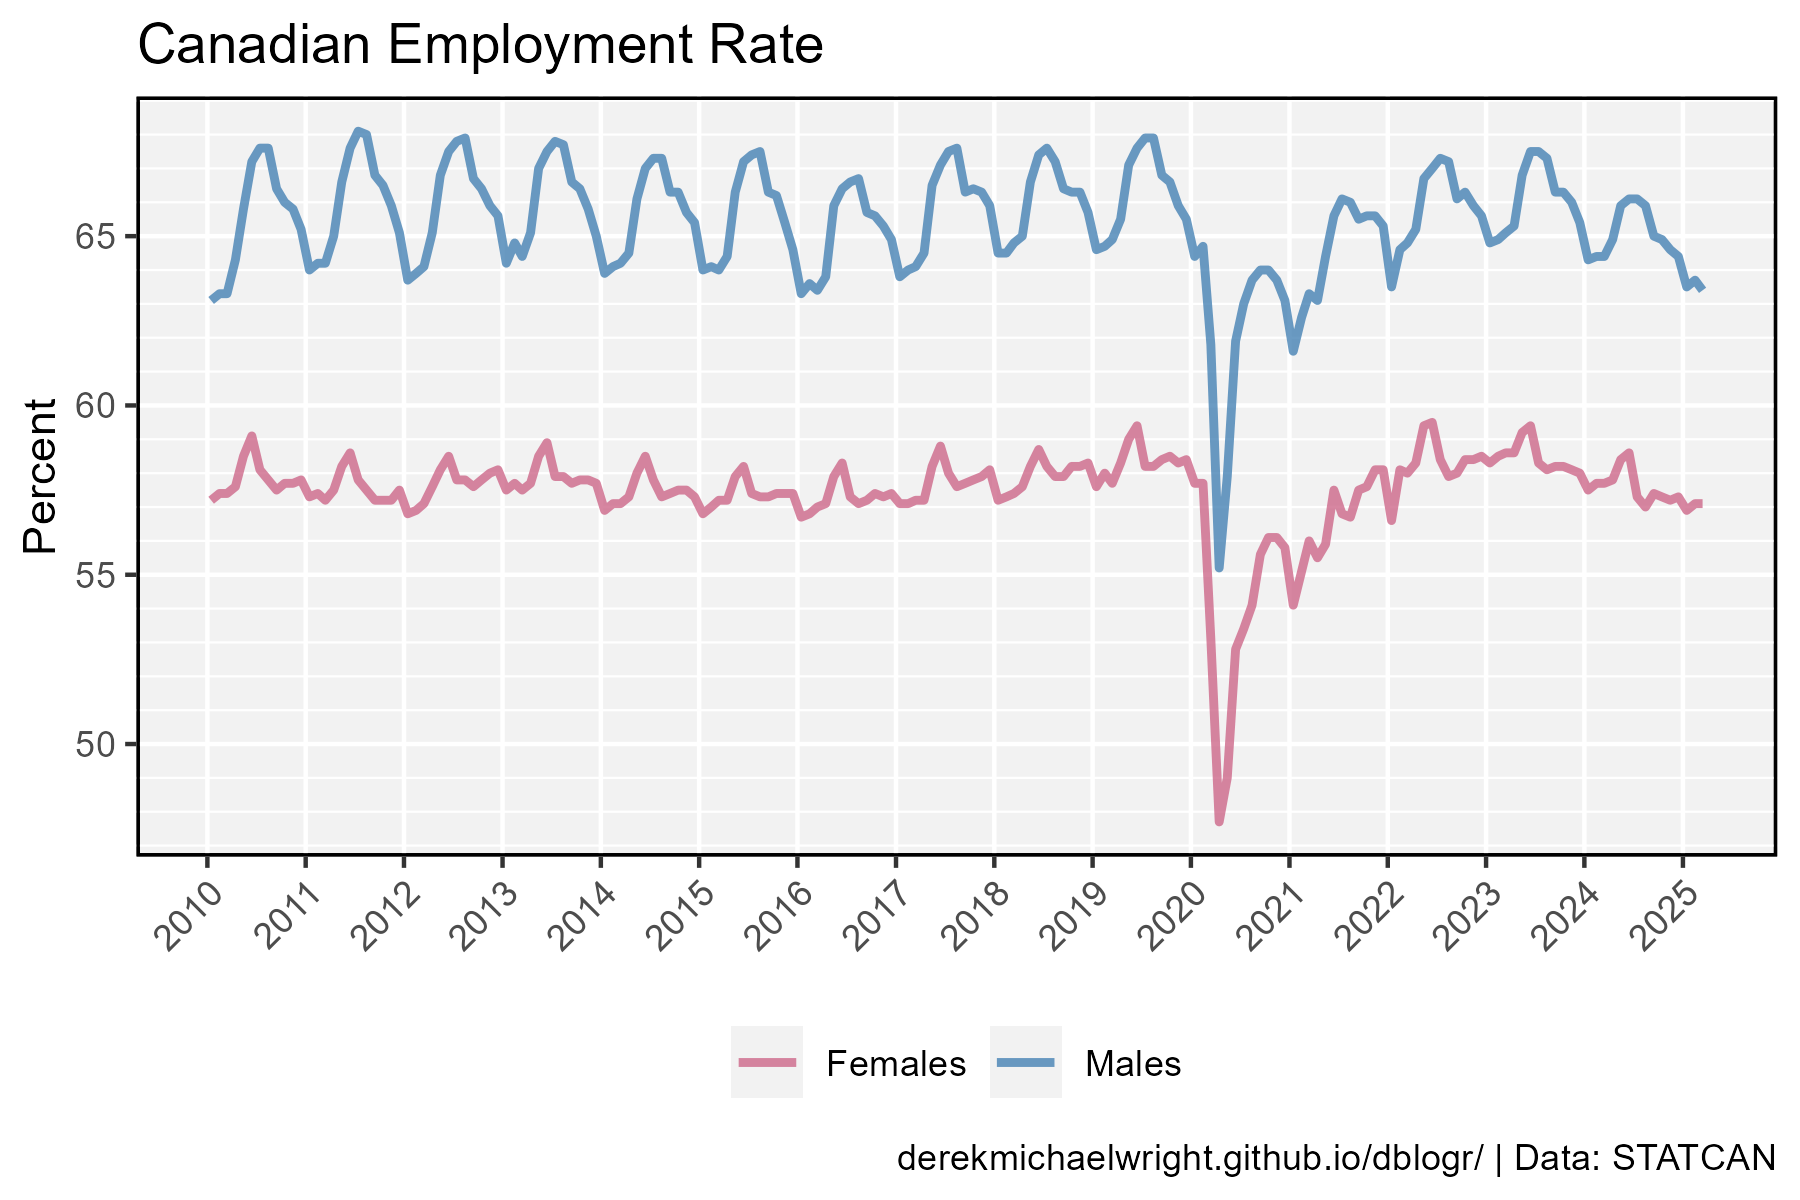 Canadian Employment Rate
Percent
65
60
55
50
2010 2011 2012 2013 2014 2015 2016 2017 2018 2019 2020 2021 2022 2023 2024 2025
Females Males
derekmichaelwright.github.io/dblogr/ | Data: STATCAN